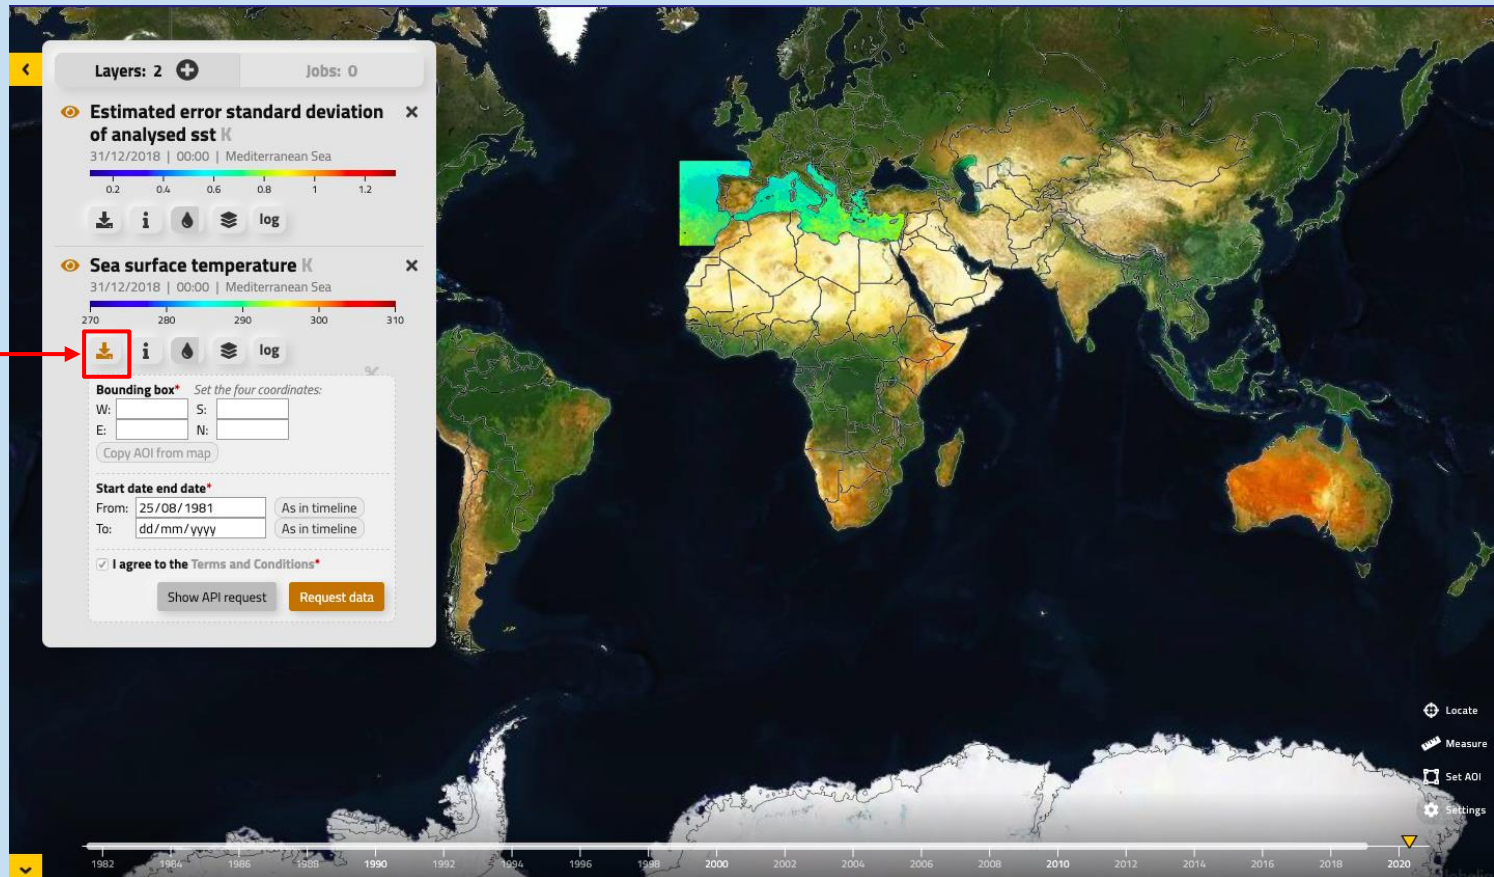 Layers: 2
Jobs: 0
Estimated error standard deviation
of analysed sst K
31/12/2018 | 00:00 | Mediterranean Sea
0.2 0.4 0.6 0.8 1 1.2
i log
Sea surface temperature K
31/12/2018 | 00:00 | Mediterranean Sea
270 280 290 300 310
i log
Bounding box* Set the four coordinates:
W: S:
E: N:
Copy AOI from map
Start date end date*
From: 25/08/1981 As in timeline
To: dd/mm/yyyy As in timeline
I agree to the Terms and Conditions*
Show API request Request data
Locate
Measure
Set AOI
Settings
1982 1984 1986 1988 1990 1992 1994 1996 1998 2000 2002 2004 2006 2008 2010 2012 2014 2016 2018 2020